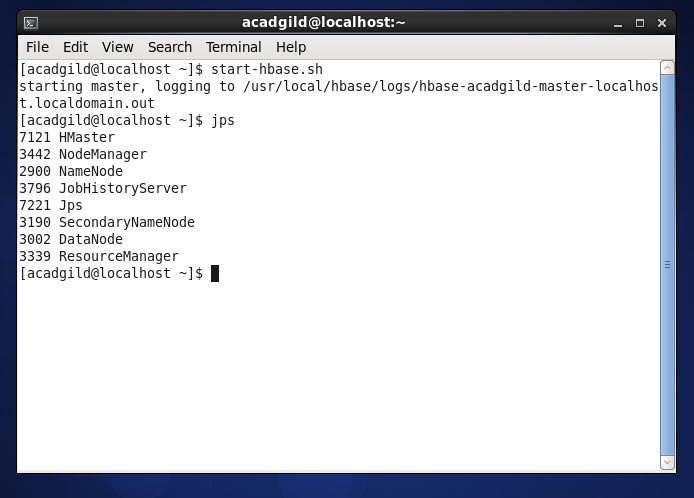 acadgild@localhost:~
File Edit View Search Terminal Help
[acadgild@localhost ~]$ start-hbase.sh
starting master, logging to /usr/local/hbase/logs/hbase-acadgild-master-localhos
t.localdomain.out
[acadgild@localhost ~]$ jps
7121 HMaster
3442 NodeManager
2900 NameNode
3796 JobHistoryServer
7221 Jps
3190 SecondaryNameNode
3002 DataNode
3339 ResourceManager
[acadgild@localhost ~]$